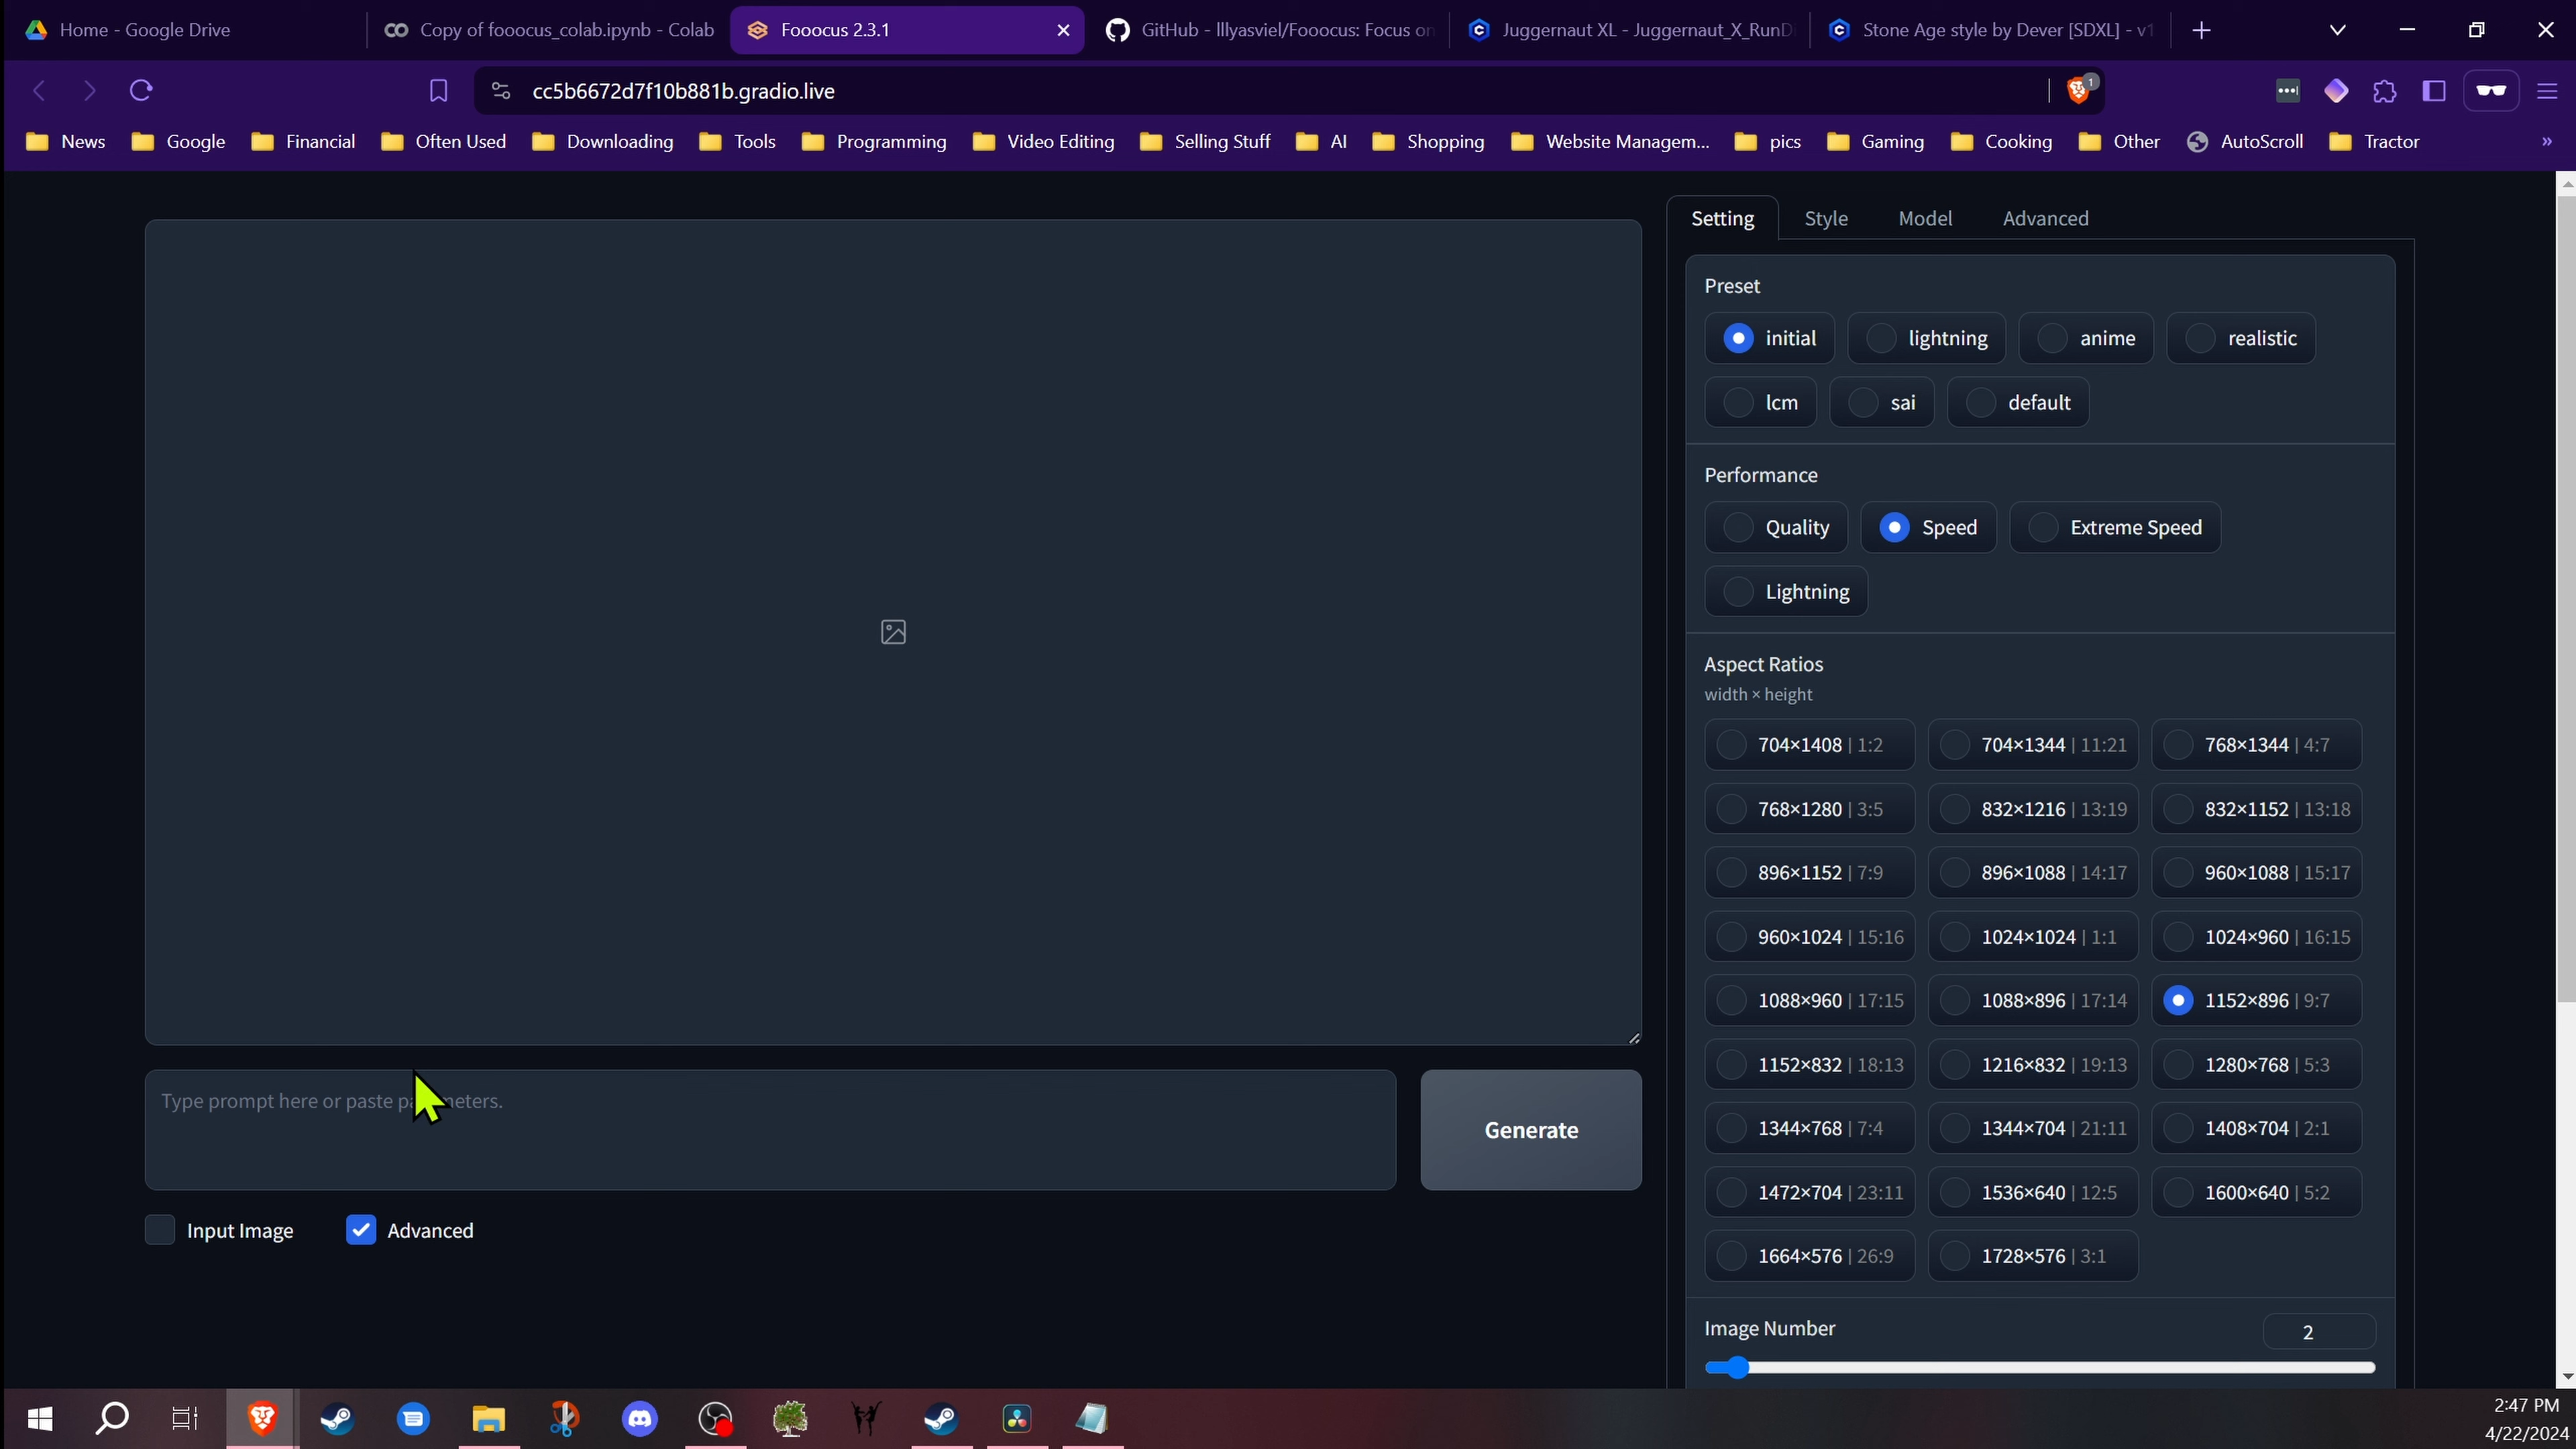 Home - Google Drive
Copy of fooocus_colab.ipynb - Colab
Fooocus 2.3.1
GitHub - lllyasviel/Fooocus: Focus on
Juggernaut XL - Juggernaut_X_RunDi
Stone Age style by Dever [SDXL] - v1
cc5b6672d7f10b881b.gradio.live
1
News
Google
Financial
Often Used
Downloading
Tools
Programming
Video Editing
Selling Stuff
AI
Shopping
Website Managem...
pics
Gaming
Cooking
Other
AutoScroll
Tractor
»
Setting
Style
Model
Advanced
Preset
initial
lightning
anime
realistic
lcm
sai
default
Performance
Quality
Speed
Extreme Speed
Lightning
Aspect Ratios
width × height
704×1408 | 1:2
704×1344 | 11:21
768×1344 | 4:7
768×1280 | 3:5
832×1216 | 13:19
832×1152 | 13:18
896×1152 | 7:9
896×1088 | 14:17
960×1088 | 15:17
960×1024 | 15:16
1024×1024 | 1:1
1024×960 | 16:15
1088×960 | 17:15
1088×896 | 17:14
1152×896 | 9:7
1152×832 | 18:13
1216×832 | 19:13
1280×768 | 5:3
1344×768 | 7:4
1344×704 | 21:11
1408×704 | 2:1
1472×704 | 23:11
1536×640 | 12:5
1600×640 | 5:2
1664×576 | 26:9
1728×576 | 3:1
Image Number
2
Type prompt here or paste pa meters.
Generate
Input Image
Advanced
2:47 PM
4/22/2024